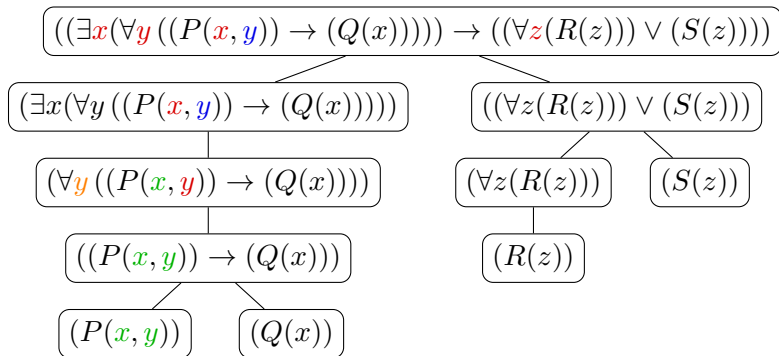 ((∃x(∀y ((P(x, y)) → (Q(x))))) → ((∀z(R(z))) ∨ (S(z))))
(∃x(∀y ((P(x, y)) → (Q(x))))) ((∀z(R(z))) ∨ (S(z)))
(∀y ((P(x, y)) → (Q(x)))) (∀z(R(z))) (S(z))
((P(x, y)) → (Q(x))) (R(z))
(P(x, y)) (Q(x))